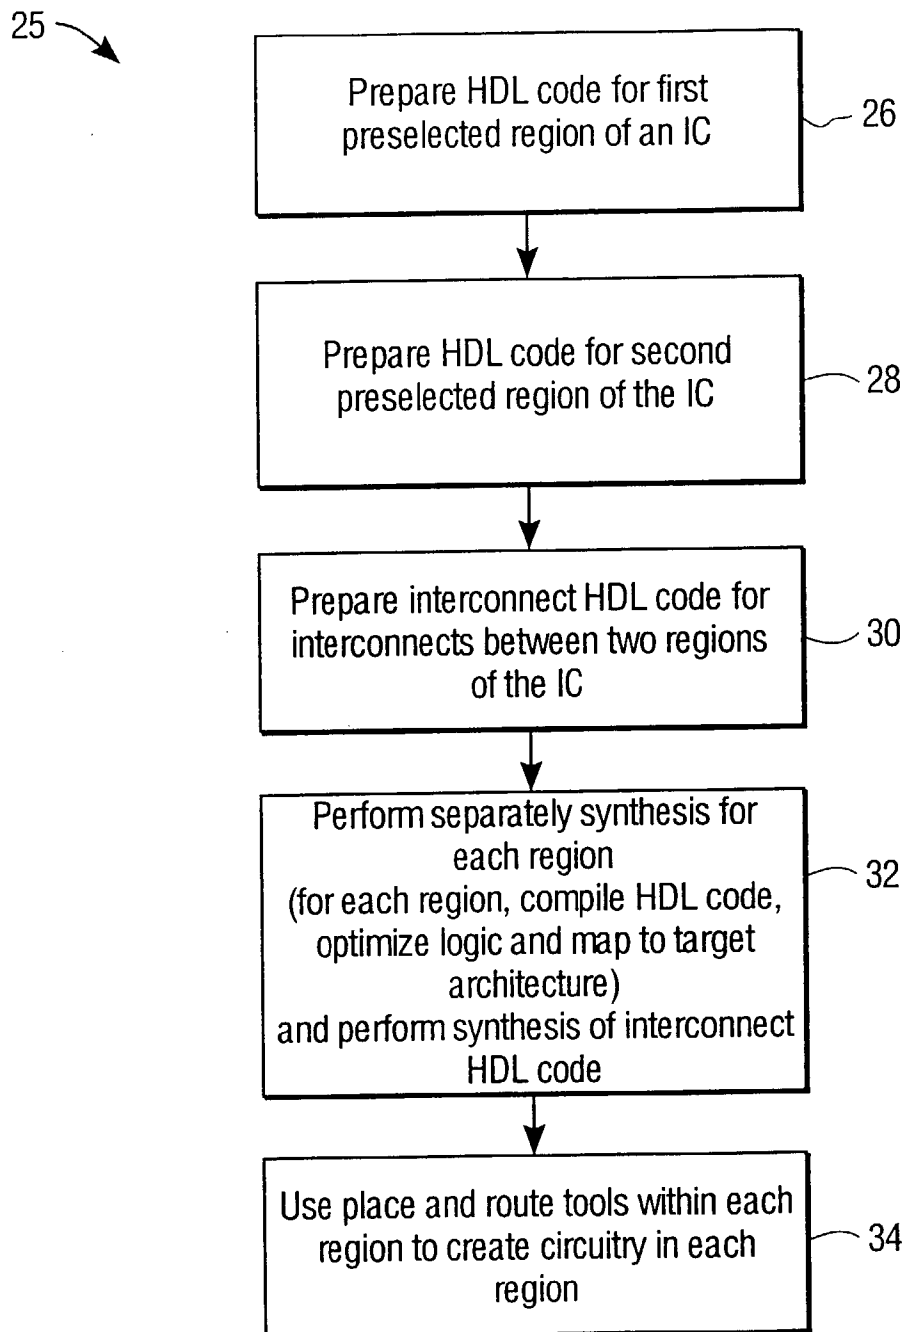 25
Prepare HDL code for first
preselected region of an IC
26
Prepare HDL code for second
preselected region of the IC
28
Prepare interconnect HDL code for
interconnects between two regions
of the IC
30
Perform separately synthesis for
each region
(for each region, compile HDL code,
optimize logic and map to target
architecture)
and perform synthesis of interconnect
HDL code
32
Use place and route tools within each
region to create circuitry in each
region
34